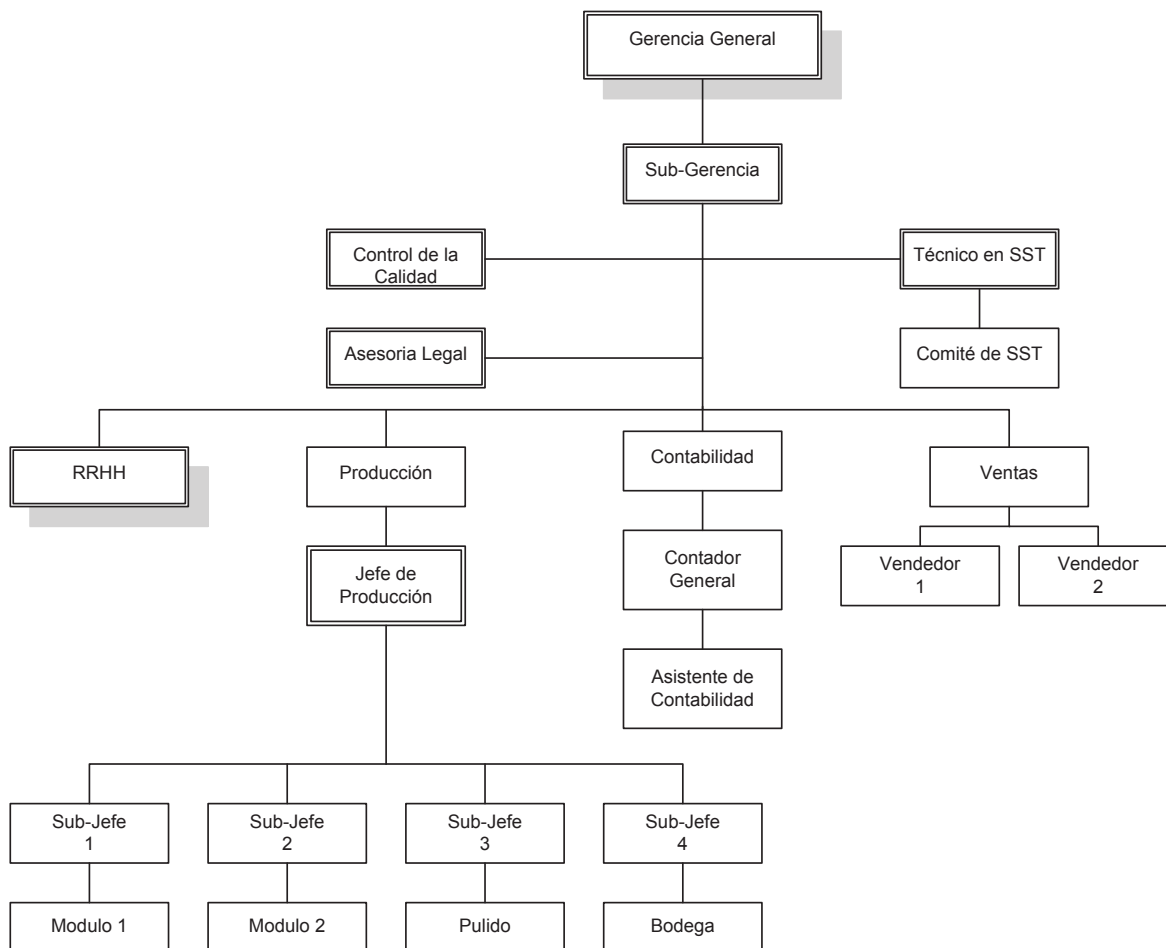 Gerencia General
Sub-Gerencia
Control de la
Calidad
Técnico en SST
Asesoria Legal
Comité de SST
RRHH
Producción
Contabilidad
Ventas
Jefe de
Producción
Contador
General
Vendedor
1
Vendedor
2
Asistente de
Contabilidad
Sub-Jefe
1
Sub-Jefe
2
Sub-Jefe
3
Sub-Jefe
4
Modulo 1
Modulo 2
Pulido
Bodega